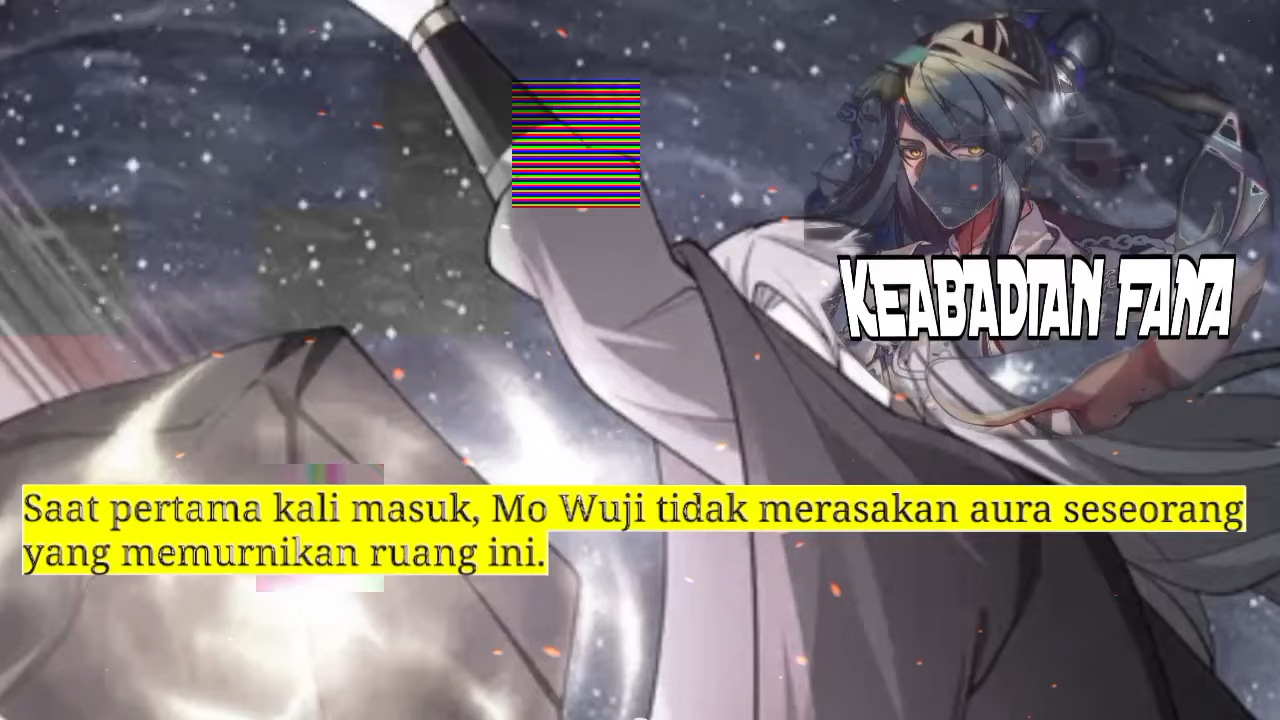 KEABADIAN FANA
Saat pertama kali masuk, Mo Wuji tidak merasakan aura seseorang
yang memurnikan ruang ini.